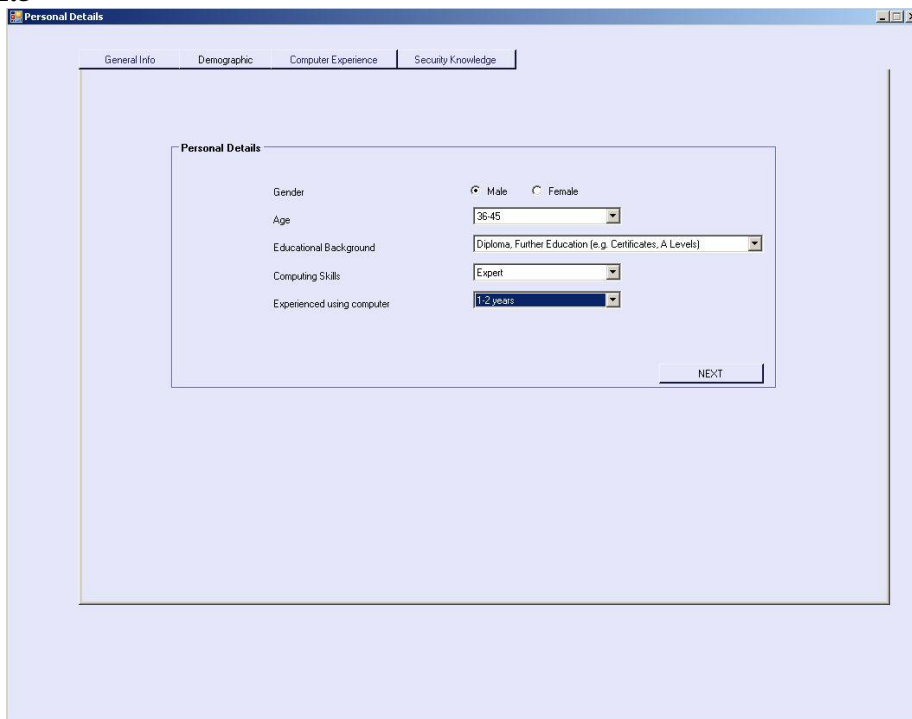 Personal Details
General Info Demographic Computer Experience Security Knowledge
Personal Details
Gender Male Female
Age 36-45
Educational Background Diploma, Further Education (e.g. Certificates, A Levels)
Computing Skills Expert
Experienced using computer 1-2 years
NEXT